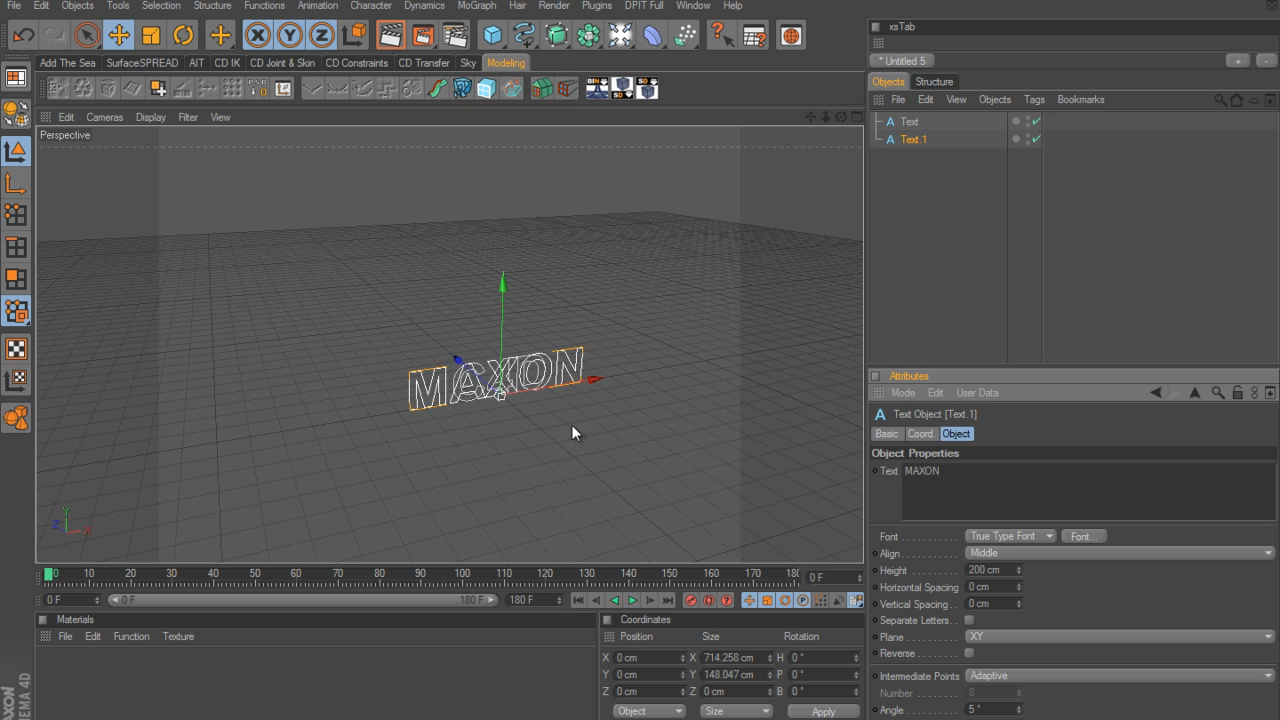 File Edit Objects Tools Selection Structure Functions Animation Character Dynamics MoGraph Hair Render Plugins DPIT Full Window Help
xsTab
* Untitled 5 + -
Add The Sea SurfaceSPREAD AIT CD IK CD Joint & Skin CD Constraints CD Transfer Sky Modeling
Objects Structure
File Edit View Objects Tags Bookmarks
Edit Cameras Display Filter View
Text
Text.1
Perspective
MAXON
Y
Z X
Attributes
Mode Edit User Data
Text Object [Text.1]
Basic Coord. Object
Object Properties
Text MAXON
Font True Type Font Font...
Align Middle
Height 200 cm
Horizontal Spacing 0 cm
Vertical Spacing 0 cm
Separate Letters
Plane XY
Reverse
Intermediate Points Adaptive
Number 8
Angle 5 °
0 10 20 30 40 50 60 70 80 90 100 110 120 130 140 150 160 170 18( 0 F
0 F 0 F 180 F 180 F
Materials
File Edit Function Texture
Coordinates
Position Size Rotation
X 0 cm X 714.258 cm H 0 °
Y 0 cm Y 148.047 cm P 0 °
Z 0 cm Z 0 cm B 0 °
Object Size Apply
MAXON
EMA 4D